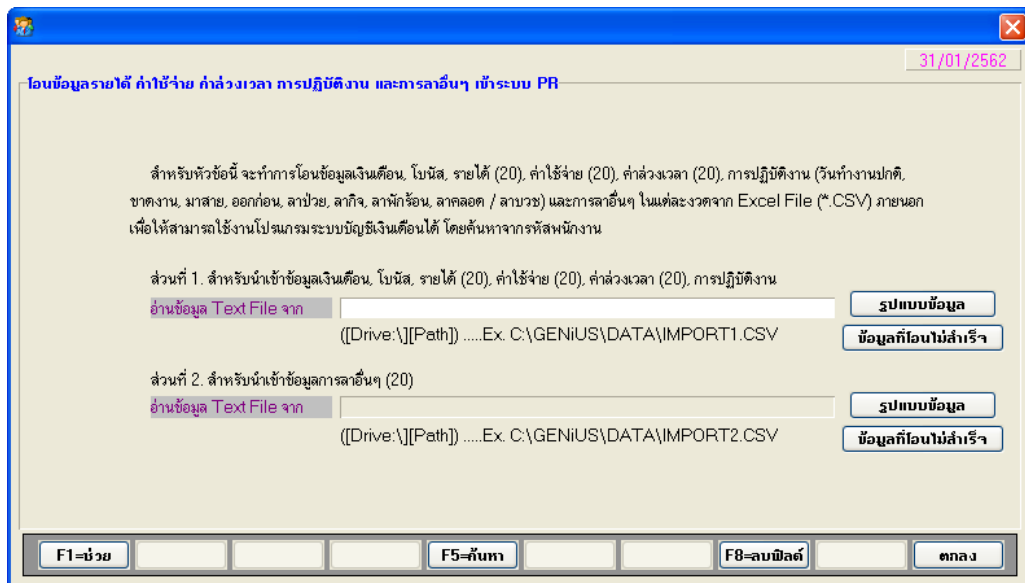 31/01/2562
โอนข้อมูลรายได้ ค่าใช้จ่าย ค่าล่วงเวลา การปฏิบัติงาน และการลาอื่นๆ เข้าระบบ PR
สำหรับหัวข้อนี้ จะทำการโอนข้อมูลเงินเดือน, โบนัส, รายได้ (20), ค่าใช้จ่าย (20), ค่าล่วงเวลา (20), การปฏิบัติงาน (วันทำงานปกติ,
ขาดงาน, มาสาย, ออกก่อน, ลาป่วย, ลากิจ, ลาพักร้อน, ลาคลอด / ลาบวช) และการลาอื่นๆ ในแต่ละงวดจาก Excel File (*.CSV) ภายนอก
เพื่อให้สามารถใช้งานโปรแกรมระบบบัญชีเงินเดือนได้ โดยค้นหาจากรหัสพนักงาน
ส่วนที่ 1. สำหรับนำเข้าข้อมูลเงินเดือน, โบนัส, รายได้ (20), ค่าใช้จ่าย (20), ค่าล่วงเวลา (20), การปฏิบัติงาน
อ่านข้อมูล Text File จาก รูปแบบข้อมูล
([Drive:\][Path]) .....Ex. C:\GENiUS\DATA\IMPORT1.CSV ข้อมูลที่โอนไม่สำเร็จ
ส่วนที่ 2. สำหรับนำเข้าข้อมูลการลาอื่นๆ (20)
อ่านข้อมูล Text File จาก รูปแบบข้อมูล
([Drive:\][Path]) .....Ex. C:\GENiUS\DATA\IMPORT2.CSV ข้อมูลที่โอนไม่สำเร็จ
F1=ช่วย F5=ค้นหา F8=ลบฟิลด์ ตกลง